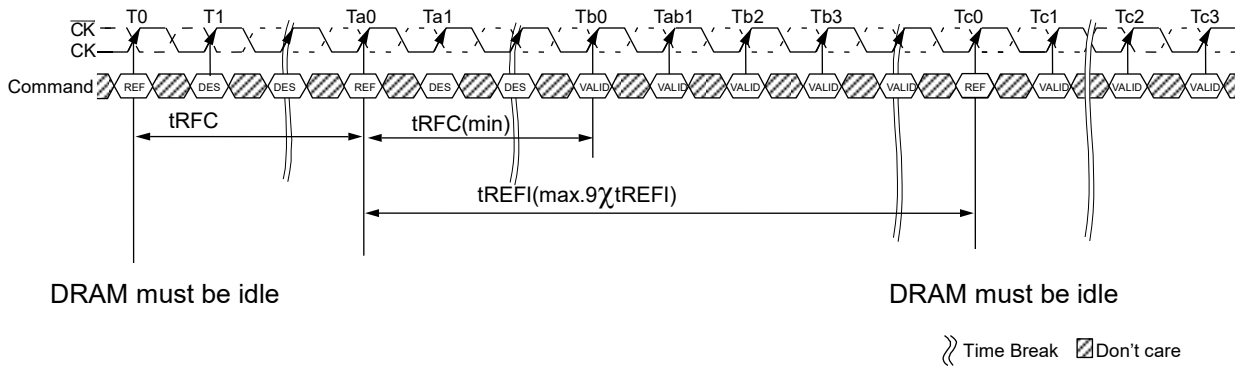 T0 T1 Ta0 Ta1 Tb0 Tab1 Tb2 Tb3 Tc0 Tc1 Tc2 Tc3
CK
CK
Command REF DES DES REF DES DES VALID VALID VALID VALID VALID REF VALID VALID VALID
tRFC tRFC(min)
tREFI(max.9χtREFI)
DRAM must be idle DRAM must be idle
Time Break Don't care